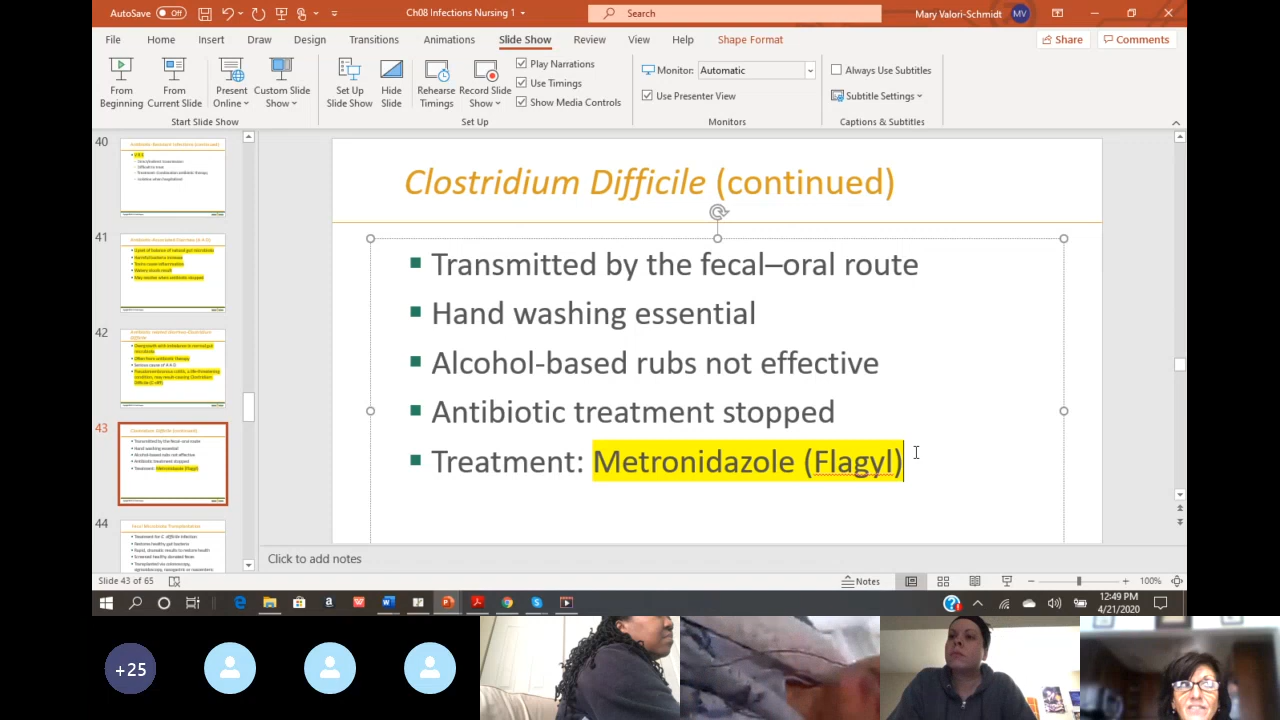 AutoSave Off
Ch08 Infections Nursing 1
Search
Mary Valori-Schmidt MV
File Home Insert Draw Design Transitions Animations Slide Show Review View Help Shape Format
Share Comments
From Beginning
From Current Slide
Present Online
Custom Slide Show
Set Up Slide Show
Hide Slide
Rehearse Timings
Record Slide Show
Play Narrations
Use Timings
Show Media Controls
Monitor: Automatic
Use Presenter View
Always Use Subtitles
Subtitle Settings
Start Slide Show
Set Up
Monitors
Captions & Subtitles
40
41
42
43
44
Clostridium Difficile (continued)
Transmitted by the fecal–oral route
Hand washing essential
Alcohol-based rubs not effective
Antibiotic treatment stopped
Treatment: Metronidazole (Flagyl)
Click to add notes
Slide 43 of 65
Notes
100%
12:49 PM
4/21/2020
+25